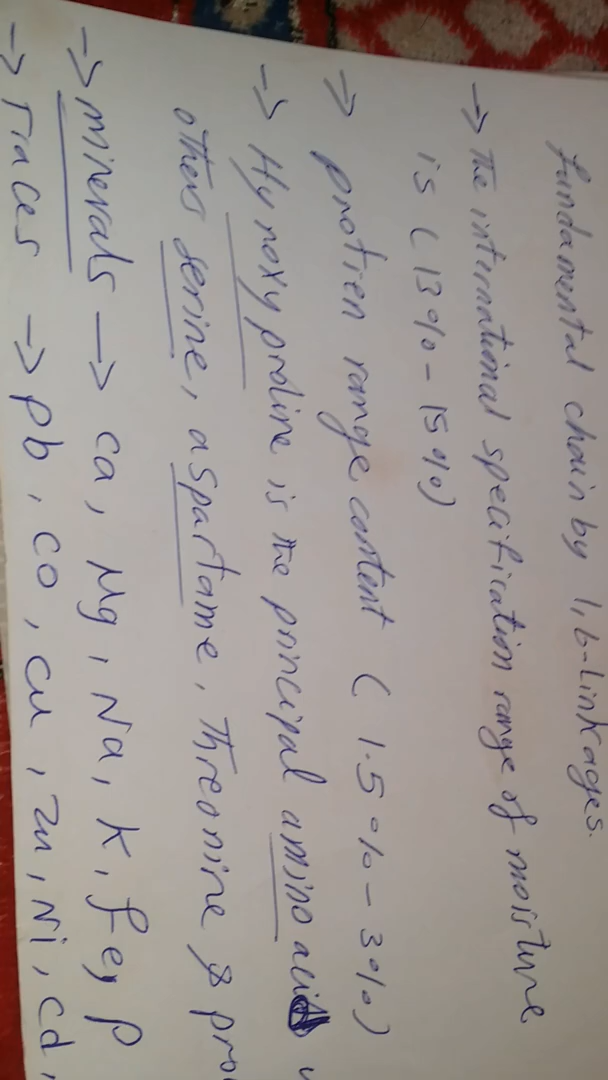 fundamental chain by 1,6-linkages.
→ The international specification range of moisture
is (13%-15%)
→ protien range content (1.5%-3%)
→ Hyroxyproline is the principal amino acid
others serine, aspartame, Threonine & pro
→ minerals → ca, Mg, Na, K, fe, p
→ Traces → pb, co, cu, zn, Ni, cd,